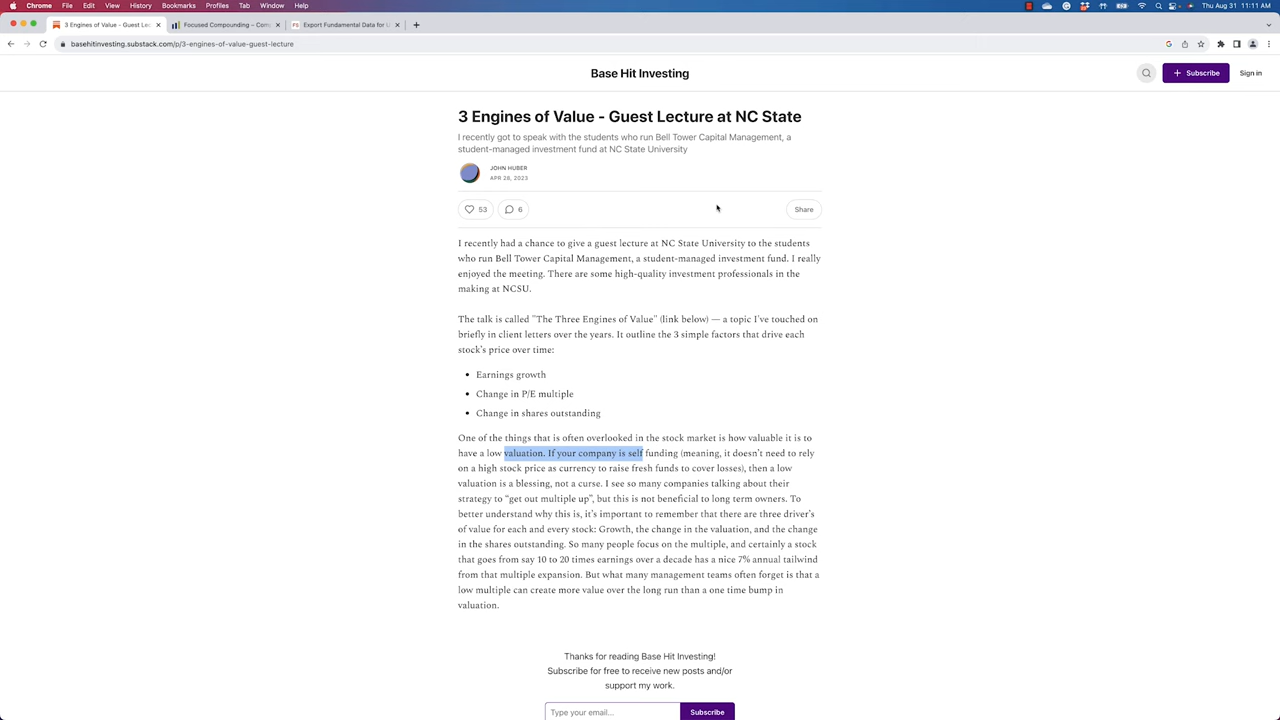 Chrome File Edit View History Bookmarks Profiles Tab Window Help Thu Aug 31 11:11 AM
3 Engines of Value - Guest Lec Focused Compounding – Com Export Fundamental Data for U
basehitinvesting.substack.com/p/3-engines-of-value-guest-lecture
Base Hit Investing
Subscribe Sign in
3 Engines of Value - Guest Lecture at NC State
I recently got to speak with the students who run Bell Tower Capital Management, a
student-managed investment fund at NC State University
JOHN HUBER
APR 28, 2023
53 6 Share
I recently had a chance to give a guest lecture at NC State University to the students
who run Bell Tower Capital Management, a student-managed investment fund. I really
enjoyed the meeting. There are some high-quality investment professionals in the
making at NCSU.
The talk is called "The Three Engines of Value" (link below) — a topic I've touched on
briefly in client letters over the years. It outline the 3 simple factors that drive each
stock's price over time:
• Earnings growth
• Change in P/E multiple
• Change in shares outstanding
One of the things that is often overlooked in the stock market is how valuable it is to
have a low valuation. If your company is self funding (meaning, it doesn't need to rely
on a high stock price as currency to raise fresh funds to cover losses), then a low
valuation is a blessing, not a curse. I see so many companies talking about their
strategy to “get out multiple up”, but this is not beneficial to long term owners. To
better understand why this is, it's important to remember that there are three driver's
of value for each and every stock: Growth, the change in the valuation, and the change
in the shares outstanding. So many people focus on the multiple, and certainly a stock
that goes from say 10 to 20 times earnings over a decade has a nice 7% annual tailwind
from that multiple expansion. But what many management teams often forget is that a
low multiple can create more value over the long run than a one time bump in
valuation.
Thanks for reading Base Hit Investing!
Subscribe for free to receive new posts and/or
support my work.
Type your email... Subscribe